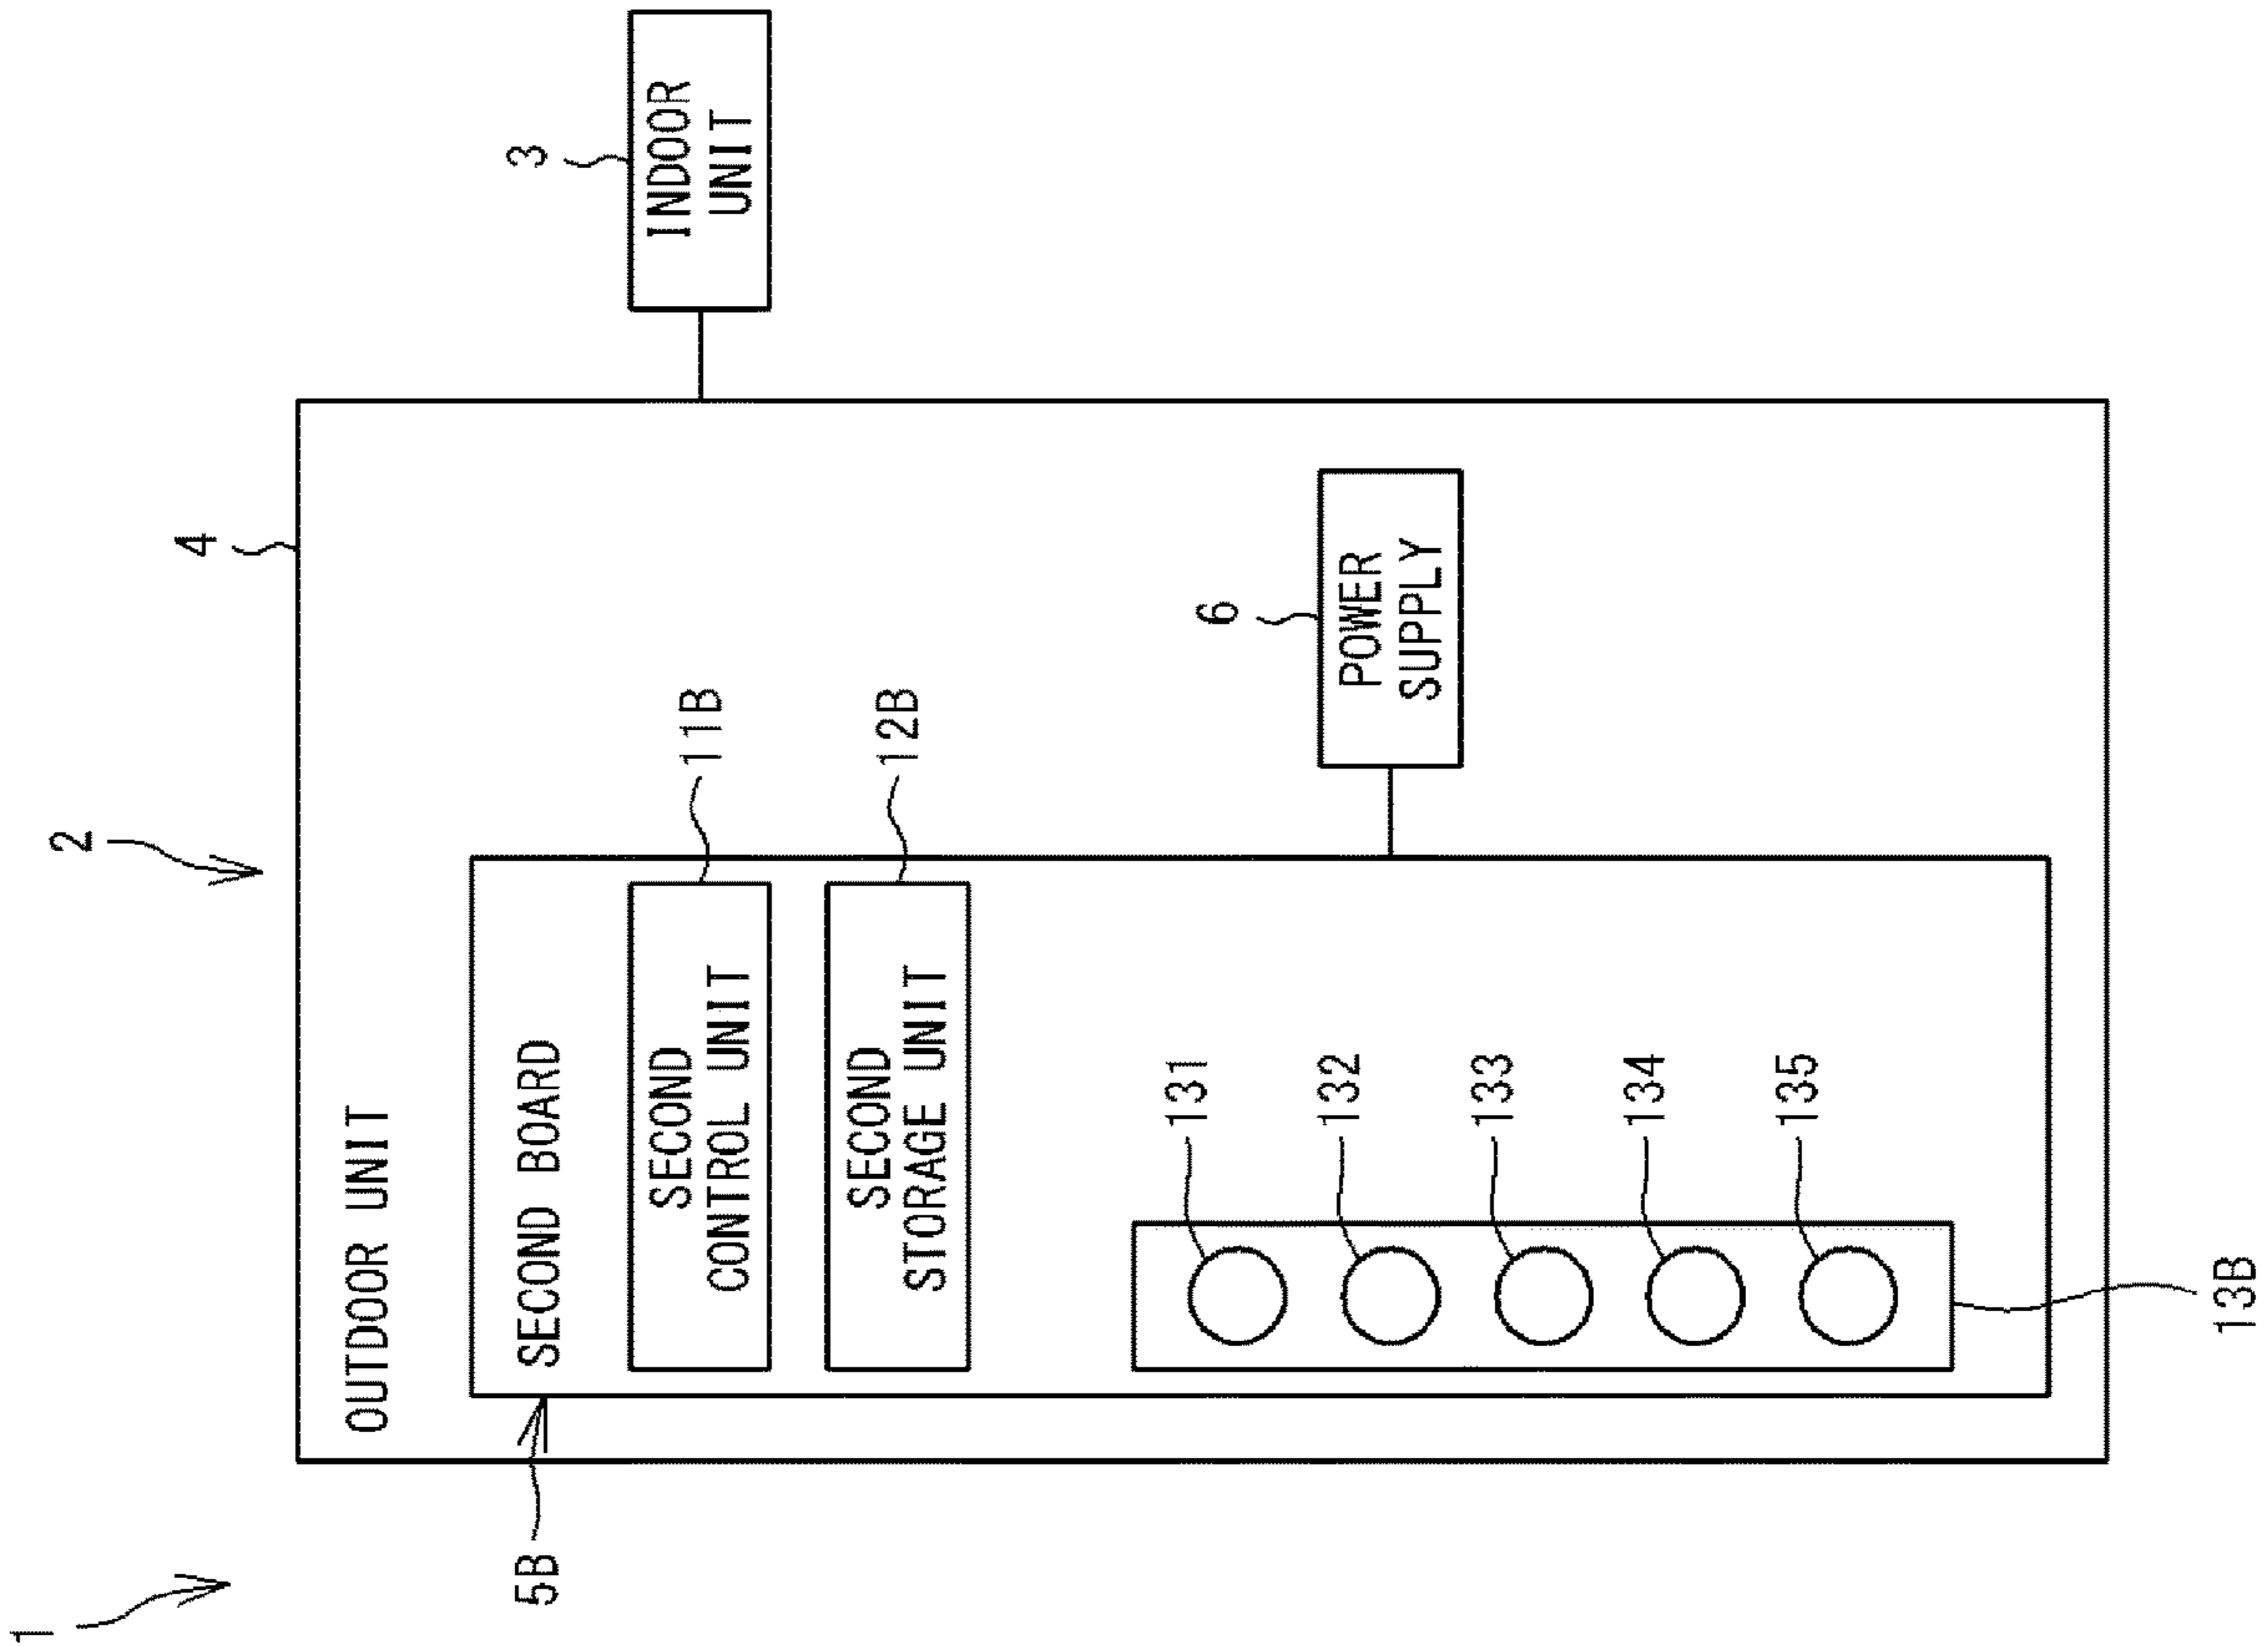 1
2
4
3
INDOOR
UNIT
OUTDOOR UNIT
5B
SECOND BOARD
SECOND
CONTROL UNIT
11B
SECOND
STORAGE UNIT
12B
6
POWER
SUPPLY
131
132
133
134
135
13B